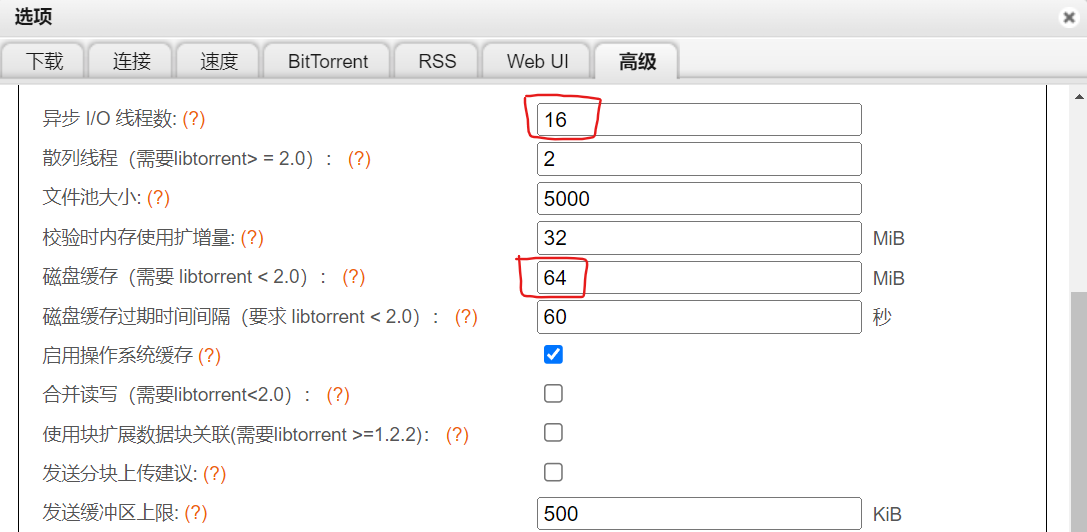 选项
下载 连接 速度 BitTorrent RSS Web UI 高级
异步 I/O 线程数: (?) 16
散列线程（需要libtorrent> = 2.0）： (?) 2
文件池大小: (?) 5000
校验时内存使用扩增量: (?) 32 MiB
磁盘缓存（需要 libtorrent < 2.0）： (?) 64 MiB
磁盘缓存过期时间间隔（要求 libtorrent < 2.0）： (?) 60 秒
启用操作系统缓存 (?)
合并读写（需要libtorrent<2.0）： (?)
使用块扩展数据块关联(需要libtorrent >=1.2.2)： (?)
发送分块上传建议: (?)
发送缓冲区上限: (?) 500 KiB